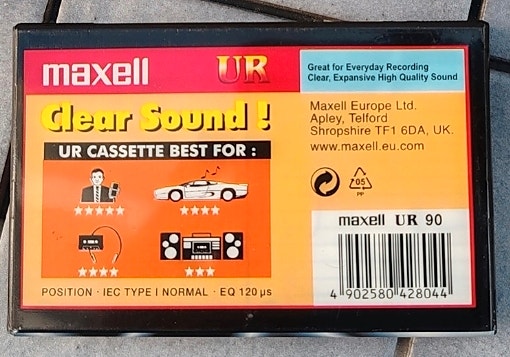 maxell UR
Great for Everyday Recording
Clear, Expansive High Quality Sound
Clear Sound !
UR CASSETTE BEST FOR :
Maxell Europe Ltd.
Apley, Telford
Shropshire TF1 6DA, UK.
www.maxell.eu.com
05
PP
maxell UR 90
4 902580 428044
POSITION · IEC TYPE I NORMAL · EQ 120 µs